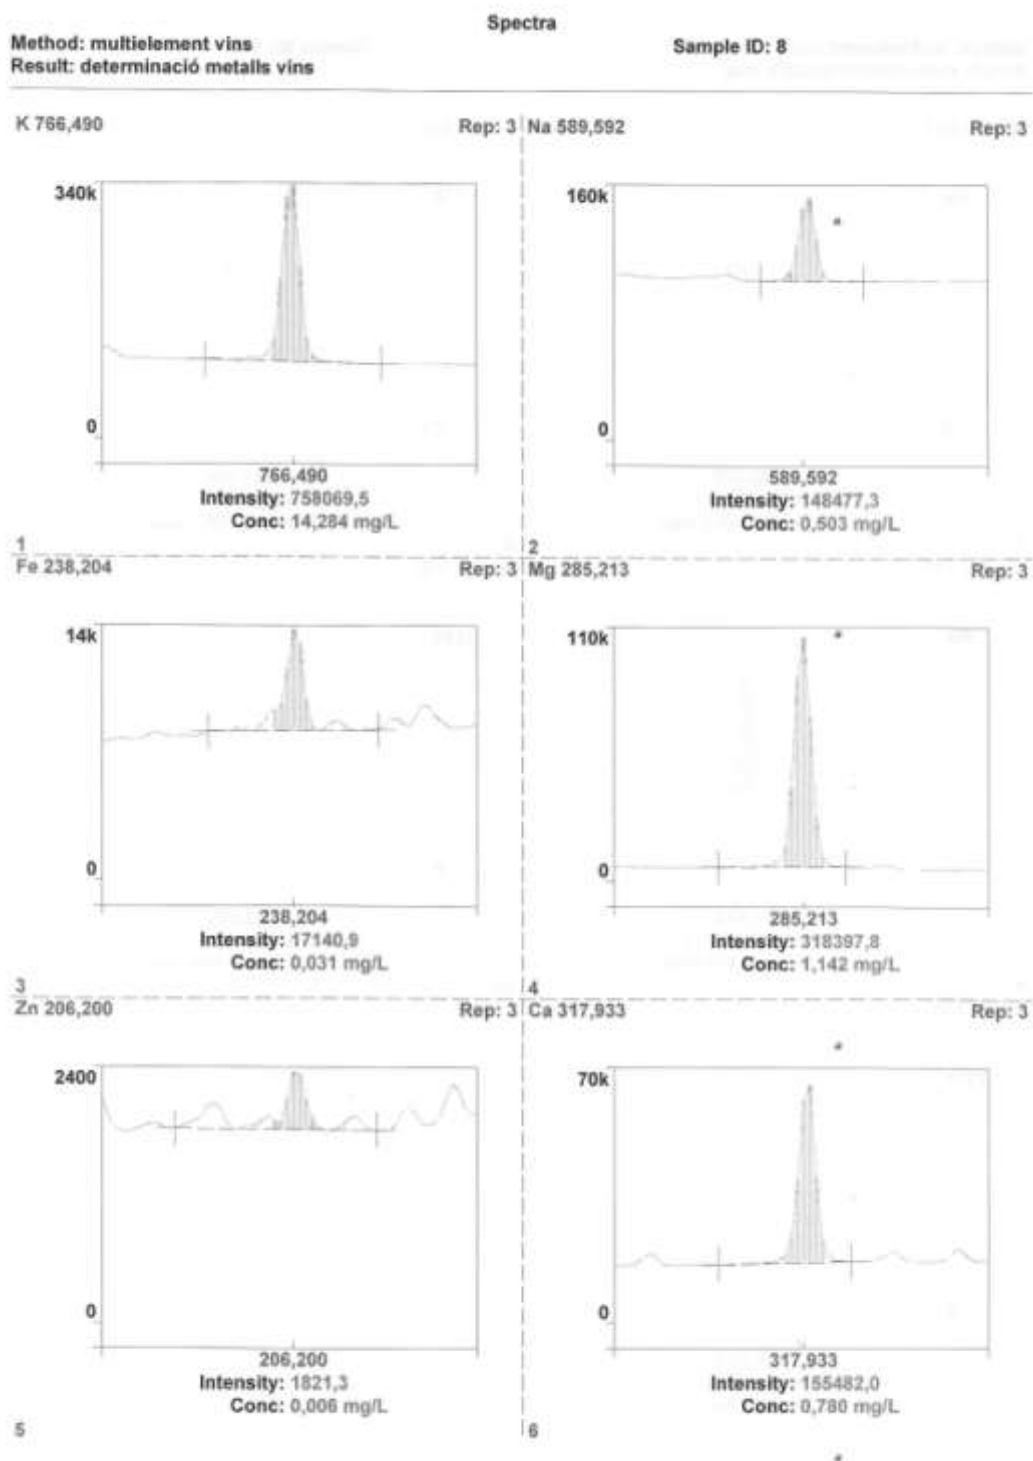 Spectra
Method: multielement vins
Sample ID: 8
Result: determinació metalls vins
K 766,490
Rep: 3
340k
0
766,490
Intensity: 758069,5
Conc: 14,284 mg/L
1
Na 589,592
Rep: 3
160k
0
589,592
Intensity: 148477,3
Conc: 0,503 mg/L
2
Fe 238,204
Rep: 3
14k
0
238,204
Intensity: 17140,9
Conc: 0,031 mg/L
3
Mg 285,213
Rep: 3
110k
0
285,213
Intensity: 318397,8
Conc: 1,142 mg/L
4
Zn 206,200
Rep: 3
2400
0
206,200
Intensity: 1821,3
Conc: 0,006 mg/L
5
Ca 317,933
Rep: 3
70k
0
317,933
Intensity: 155482,0
Conc: 0,780 mg/L
6